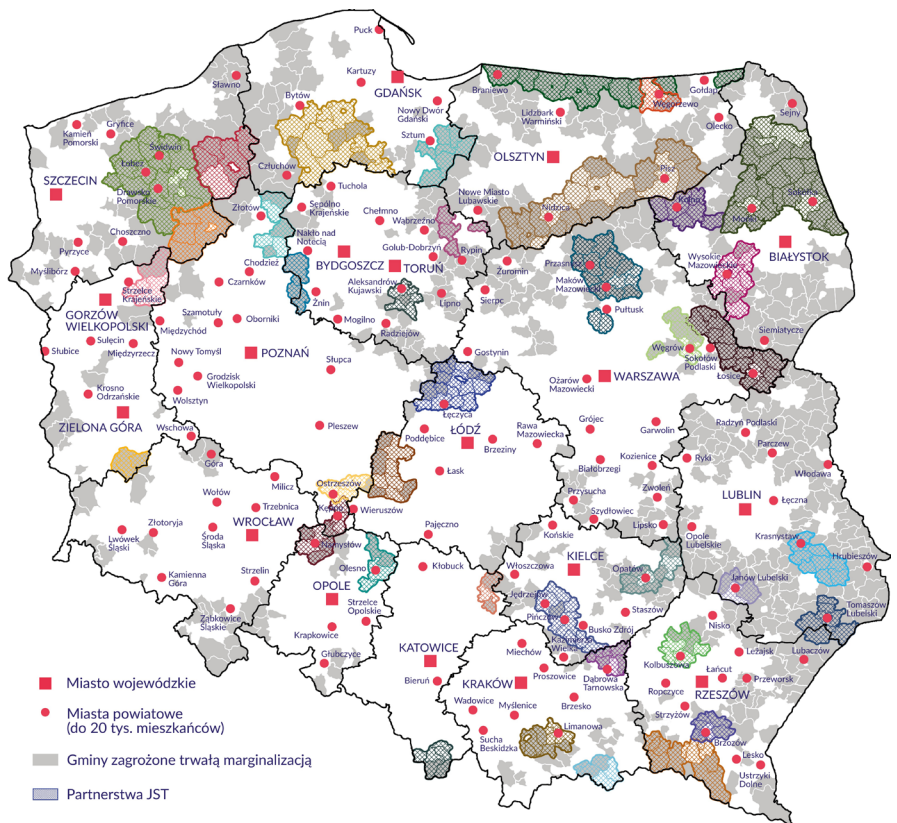 Puck
Kartuzy
GDAŃSK
Sławno
Bytów
Nowy Dwór
Gdański
Sztum
Braniewo
Lidzbark
Warmiński
Węgorzewo
Gołdap
Olecko
Sejny
Kamień
Pomorski
Gryfice
Świdwin
Łobez
Drawsko
Pomorskie
SZCZECIN
Człuchów
Tuchola
OLSZTYN
Pisz
Nidzica
Nowe Miasto
Lubawskie
Kolno
Mońki
Sokółka
Złotów
Sępólno
Krajeńskie
Chełmno
Wąbrzeźno
Nakło nad
Notecią
Golub-Dobrzyń
Rypin
Choszczno
Pyrzyce
Myślibórz
Strzelce
Krajeńskie
Chodzież
Czarnków
BYDGOSZCZ
TORUŃ
Aleksandrów
Kujawski
Żnin
Lipno
Żuromin
Sierpc
Przasnysz
Maków
Mazowiecki
Pułtusk
Wysokie
Mazowieckie
BIAŁYSTOK
GORZÓW
WIELKOPOLSKI
Szamotuły
Oborniki
Międzychód
Mogilno
Radziejów
Sulęcin
Międzyrzecz
Słubice
Siemiatycze
Węgrów
Sokołów
Podlaski
Łosice
Nowy Tomyśl
POZNAŃ
Słupca
Gostynin
Grodzisk
Wielkopolski
Wolsztyn
Krosno
Odrzańskie
ZIELONA GÓRA
Ożarów
Mazowiecki
WARSZAWA
Łęczyca
Poddębice
ŁÓDŹ
Brzeziny
Rawa
Mazowiecka
Grójec
Garwolin
Radzyń Podlaski
Parczew
Wschowa
Pleszew
Góra
Łask
Białobrzegi
Kozienice
Ryki
Włodawa
Milicz
Ostrzeszów
Kępno
Wieruszów
Przysucha
Zwoleń
LUBLIN
Łęczna
Wołów
Trzebnica
WROCŁAW
Złotoryja
Lwówek
Śląski
Środa
Śląska
Namysłów
Pajęczno
Szydłowiec
Lipsko
Końskie
Opole
Lubelskie
Krasnystaw
Hrubieszów
Kamienna
Góra
Strzelin
OPOLE
Olesno
Kłobuck
Włoszczowa
KIELCE
Opatów
Janów Lubelski
Ząbkowice
Śląskie
Strzelce
Opolskie
Krapkowice
Głubczyce
Jędrzejów
Pińczów
Busko Zdrój
Kazimierza
Wielka
Staszów
Nisko
Tomaszów
Lubelski
KATOWICE
Bieruń
Miechów
Proszowice
KRAKÓW
Dąbrowa
Tarnowska
Kolbuszowa
Leżajsk
Lubaczów
Łańcut
Przeworsk
RZESZÓW
Ropczyce
Strzyżów
Wadowice
Myślenice
Brzesko
Limanowa
Sucha
Beskidzka
Brzozów
Lesko
Ustrzyki
Dolne
Miasto wojewódzkie
Miasta powiatowe
(do 20 tys. mieszkańców)
Gminy zagrożone trwałą marginalizacją
Partnerstwa JST